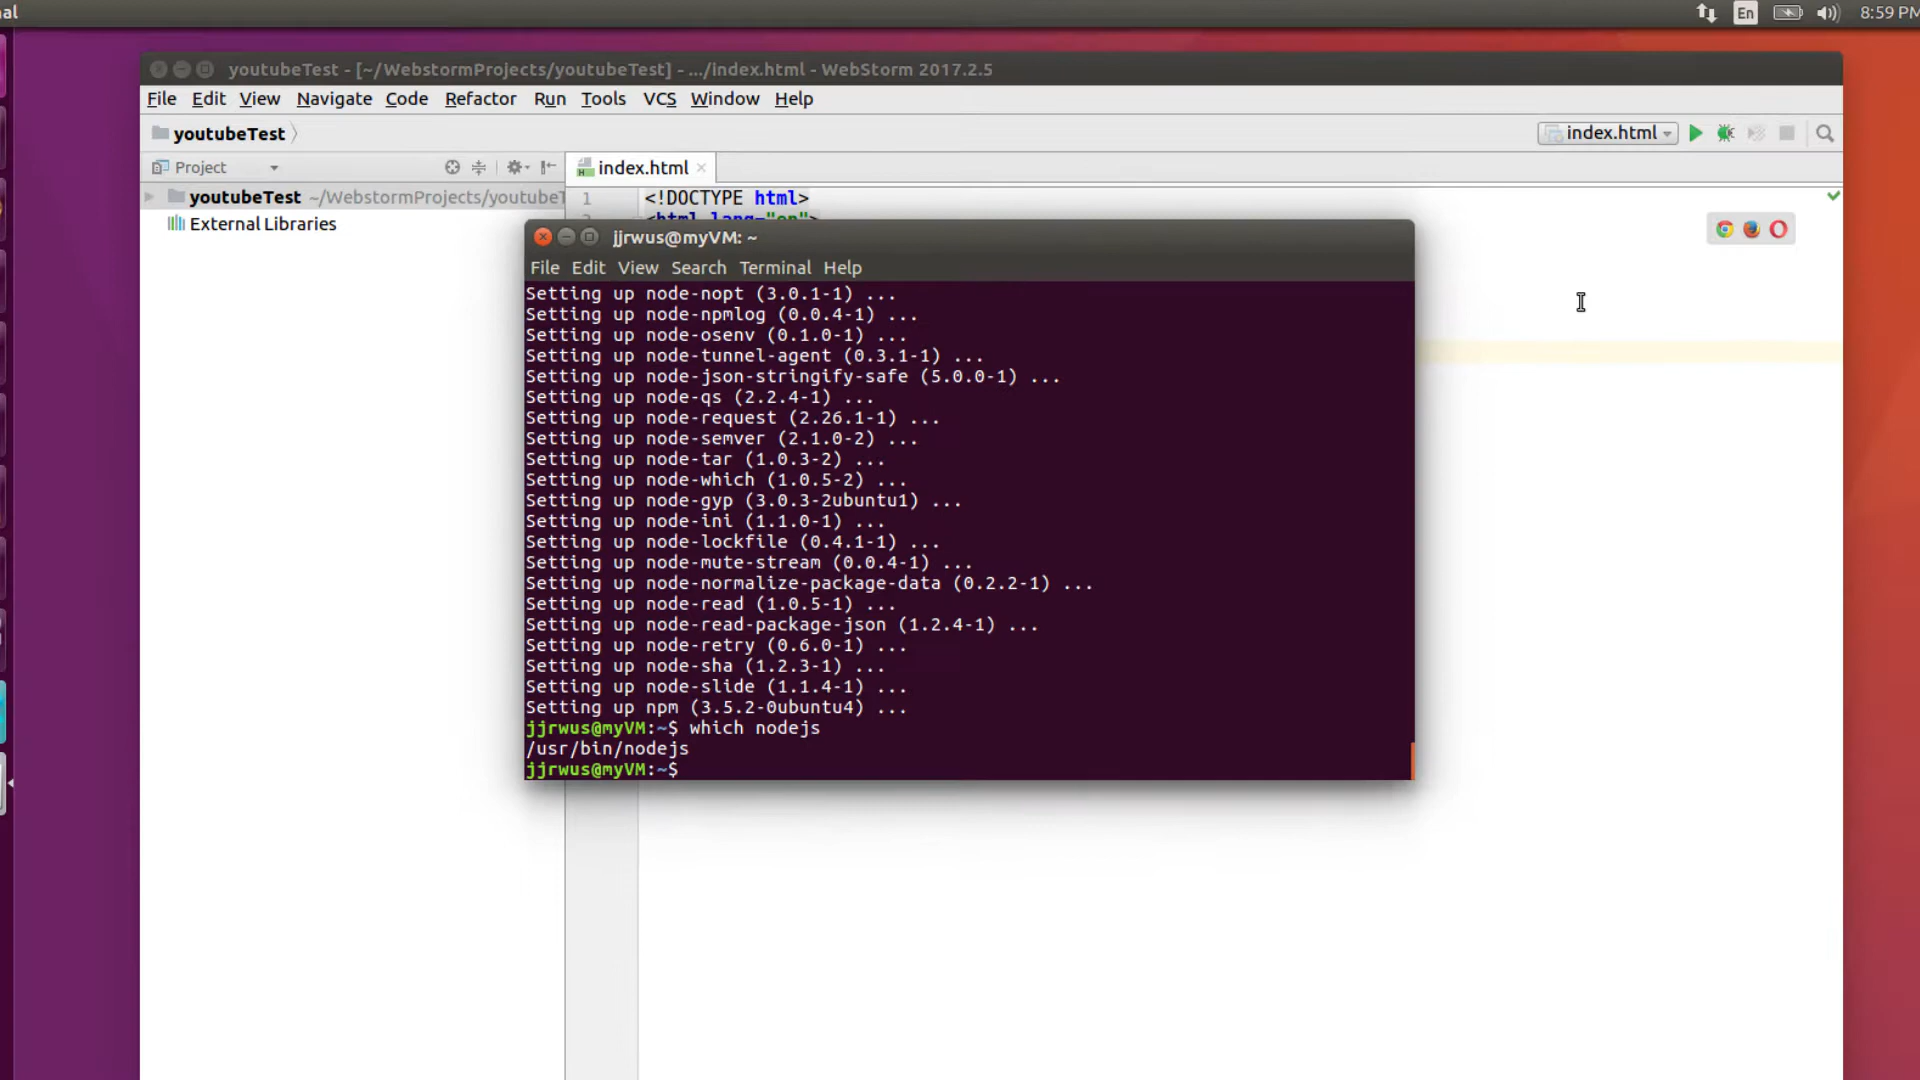 al
En
8:59 PM
youtubeTest - [~/WebstormProjects/youtubeTest] - .../index.html - WebStorm 2017.2.5
File Edit View Navigate Code Refactor Run Tools VCS Window Help
youtubeTest
index.html
Project
index.html
youtubeTest ~/WebstormProjects/youtubeT
External Libraries
1 <!DOCTYPE html>
<html lang="en">
jjrwus@myVM: ~
File Edit View Search Terminal Help
Setting up node-nopt (3.0.1-1) ...
Setting up node-npmlog (0.0.4-1) ...
Setting up node-osenv (0.1.0-1) ...
Setting up node-tunnel-agent (0.3.1-1) ...
Setting up node-json-stringify-safe (5.0.0-1) ...
Setting up node-qs (2.2.4-1) ...
Setting up node-request (2.26.1-1) ...
Setting up node-semver (2.1.0-2) ...
Setting up node-tar (1.0.3-2) ...
Setting up node-which (1.0.5-2) ...
Setting up node-gyp (3.0.3-2ubuntu1) ...
Setting up node-ini (1.1.0-1) ...
Setting up node-lockfile (0.4.1-1) ...
Setting up node-mute-stream (0.0.4-1) ...
Setting up node-normalize-package-data (0.2.2-1) ...
Setting up node-read (1.0.5-1) ...
Setting up node-read-package-json (1.2.4-1) ...
Setting up node-retry (0.6.0-1) ...
Setting up node-sha (1.2.3-1) ...
Setting up node-slide (1.1.4-1) ...
Setting up npm (3.5.2-0ubuntu4) ...
jjrwus@myVM:~$ which nodejs
/usr/bin/nodejs
jjrwus@myVM:~$